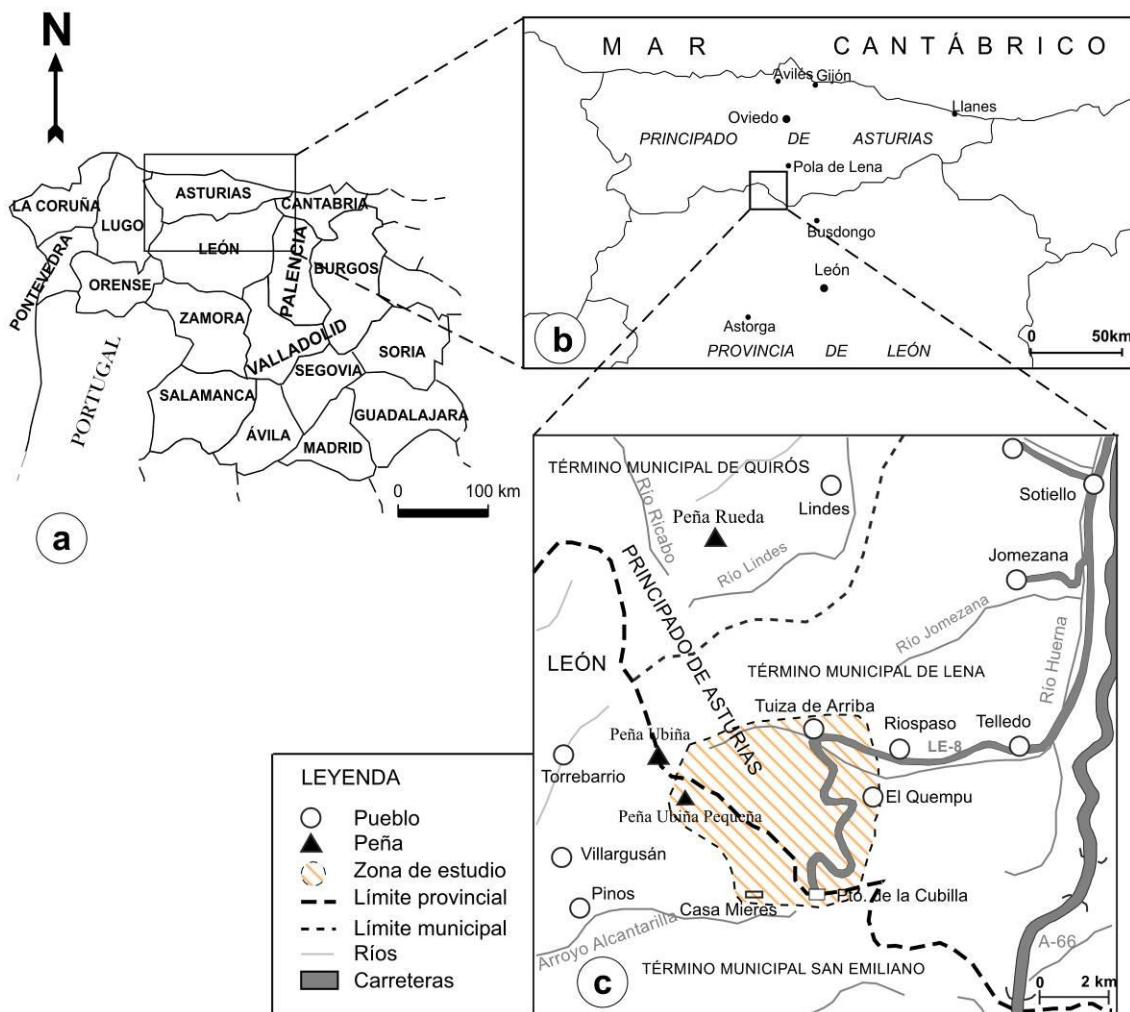 N
LA CORUÑA
LUGO
ASTURIAS
CANTABRIA
PONTEVEDRA
ORENSE
LEÓN
PALENCIA
BURGOS
ZAMORA
VALLADOLID
SORIA
PORTUGAL
SEGOVIA
SALAMANCA
GUADALAJARA
ÁVILA
MADRID
0 100 km
a
MAR CANTÁBRICO
Avilés
Gijón
Llanes
Oviedo
PRINCIPADO DE ASTURIAS
Pola de Lena
Busdongo
León
Astorga
PROVINCIA DE LEÓN
b
0 50km
TÉRMINO MUNICIPAL DE QUIRÓS
Río Ricabo
Lindes
Sotiello
Peña Rueda
Río Lindes
Jomezana
PRINCIPADO DE ASTURIAS
Río Jomezana
Río Huerna
LEÓN
TÉRMINO MUNICIPAL DE LENA
Tuiza de Arriba
Riospaso
Telledo
LE-8
Peña Ubiña
Torrebarrio
El Quempu
Peña Ubiña Pequeña
Villargusán
Pinos
Casa Mieres
Pto. de la Cubilla
Arroyo Alcantarilla
A-66
TÉRMINO MUNICIPAL SAN EMILIANO
c
0 2 km
LEYENDA
Pueblo
Peña
Zona de estudio
Límite provincial
Límite municipal
Ríos
Carreteras